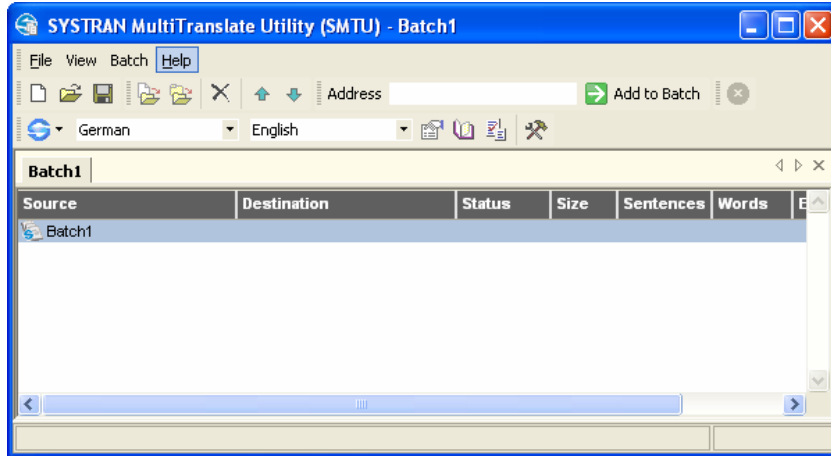 SYSTRAN MultiTranslate Utility (SMTU) - Batch1
File View Batch Help
Address Add to Batch
German English
Batch1
Source Destination Status Size Sentences Words E
Batch1